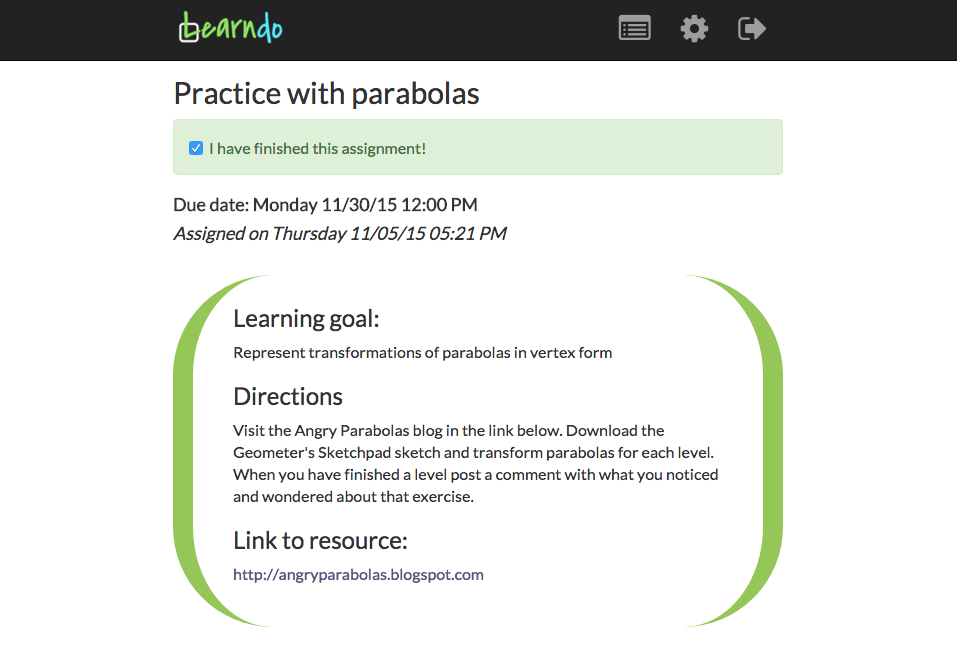 bearndo
Practice with parabolas
I have finished this assignment!
Due date: Monday 11/30/15 12:00 PM
Assigned on Thursday 11/05/15 05:21 PM
Learning goal:
Represent transformations of parabolas in vertex form
Directions
Visit the Angry Parabolas blog in the link below. Download the
Geometer's Sketchpad sketch and transform parabolas for each level.
When you have finished a level post a comment with what you noticed
and wondered about that exercise.
Link to resource:
http://angryparabolas.blogspot.com